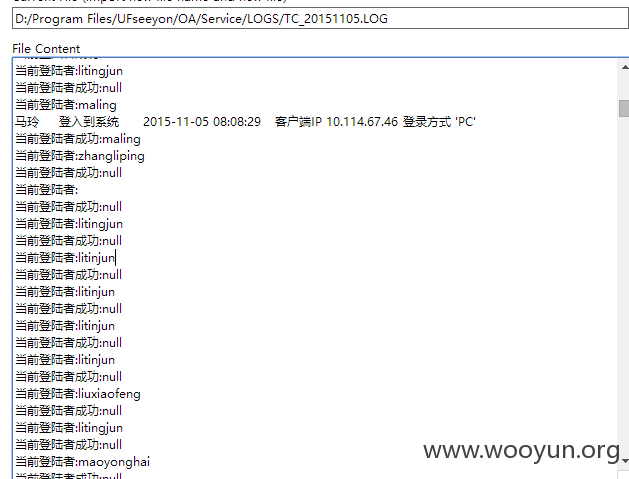 D:/Program Files/UFseeyon/OA/Service/LOGS/TC_20151105.LOG
File Content
当前登陆者:litingjun
当前登陆者成功:null
当前登陆者:maling
马玲 登入到系统 2015-11-05 08:08:29 客户端IP 10.114.67.46 登录方式 'PC'
当前登陆者成功:maling
当前登陆者:zhangliping
当前登陆者成功:null
当前登陆者:
当前登陆者成功:null
当前登陆者:litingjun
当前登陆者成功:null
当前登陆者:litinjun
当前登陆者成功:null
当前登陆者:litinjun
当前登陆者成功:null
当前登陆者:litinjun
当前登陆者成功:null
当前登陆者:litinjun
当前登陆者成功:null
当前登陆者:liuxiaofeng
当前登陆者成功:null
当前登陆者:litingjun
当前登陆者成功:null
当前登陆者:maoyonghai
www.wooyun.org